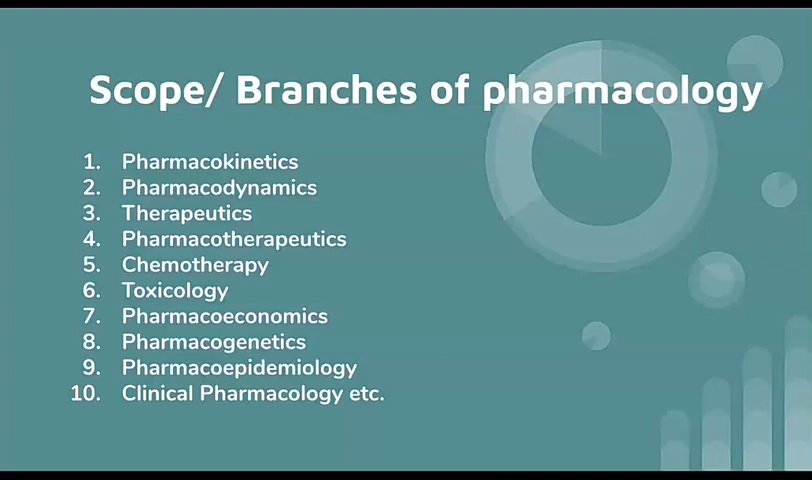 Scope/ Branches of pharmacology
1. Pharmacokinetics
2. Pharmacodynamics
3. Therapeutics
4. Pharmacotherapeutics
5. Chemotherapy
6. Toxicology
7. Pharmacoeconomics
8. Pharmacogenetics
9. Pharmacoepidemiology
10. Clinical Pharmacology etc.